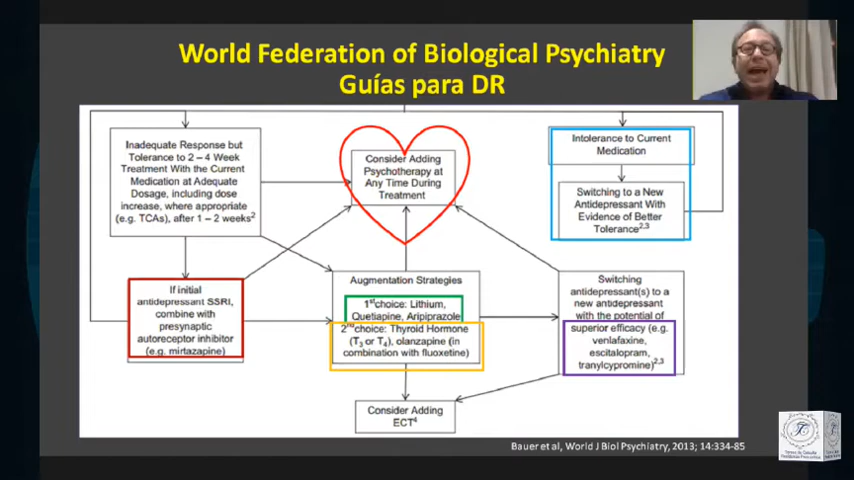 World Federation of Biological Psychiatry
Guías para DR
Inadequate Response but
Tolerance to 2 – 4 Week
Treatment With the Current
Medication at Adequate
Dosage, including dose
increase, where appropriate
(e.g. TCAs), after 1 – 2 weeks²
Consider Adding
Psychotherapy at
Any Time During
Treatment
Intolerance to Current
Medication
Switching to a New
Antidepressant With
Evidence of Better
Tolerance²,³
If initial
antidepressant SSRI,
combine with
presynaptic
autoreceptor inhibitor
(e.g. mirtazapine)
Augmentation Strategies
1st choice: Lithium,
Quetiapine, Aripiprazole
2nd choice: Thyroid Hormone
(T3 or T4), olanzapine (in
combination with fluoxetine)
Switching
antidepressant(s) to a
new antidepressant
with the potential of
superior efficacy (e.g.
venlafaxine,
escitalopram,
tranylcypromine)²,³
Consider Adding
ECT⁴
Bauer et al, World J Biol Psychiatry, 2013; 14:334-85